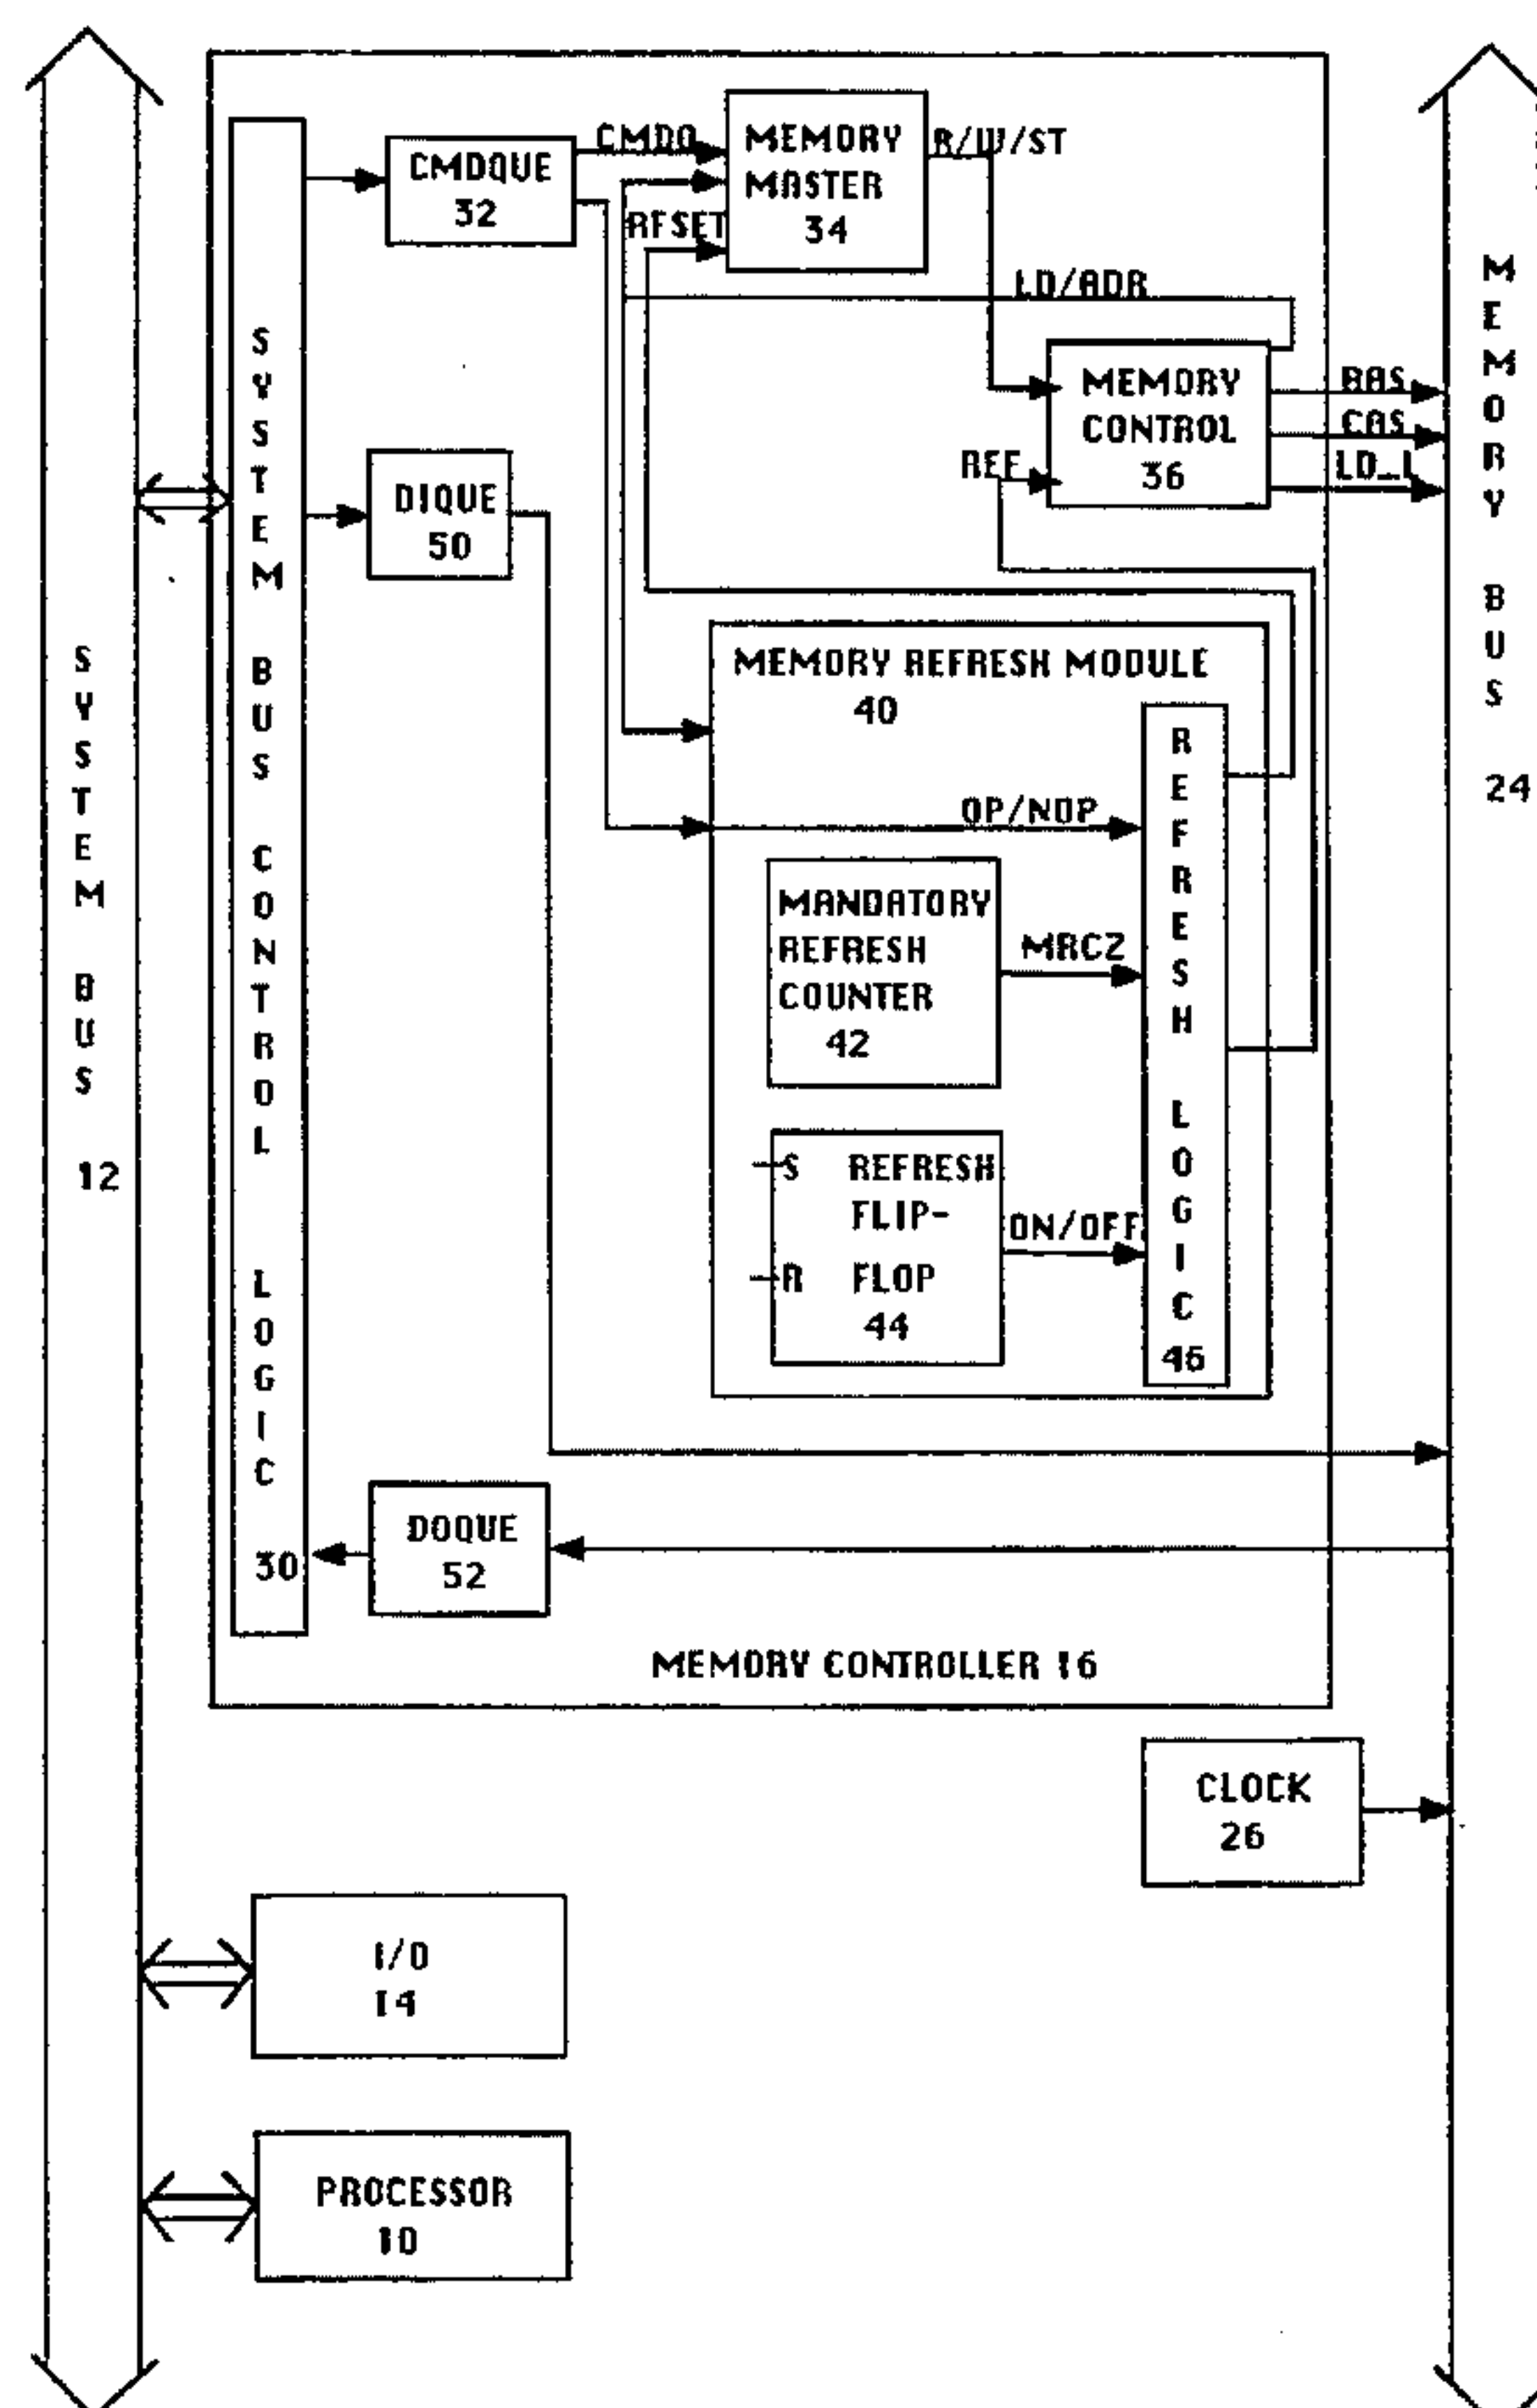 SYSTEM BUS 12
SYSTEM BUS CONTROL LOGIC 30
CMDQUE
32
CMDQ
MEMORY
MASTER
34
R/W/ST
RFSET
LD/ADR
MEMORY
CONTROL
36
REF
RAS
CAS
LD_L
MEMORY BUS 24
DIQUE
50
MEMORY REFRESH MODULE
40
OP/NOP
MANDATORY
REFRESH
COUNTER
42
MRCZ
S REFRESH
FLIP-
R FLOP
44
ON/OFF
REFRESH LOGIC 46
DOQUE
52
MEMORY CONTROLLER 16
CLOCK
26
I/O
14
PROCESSOR
10